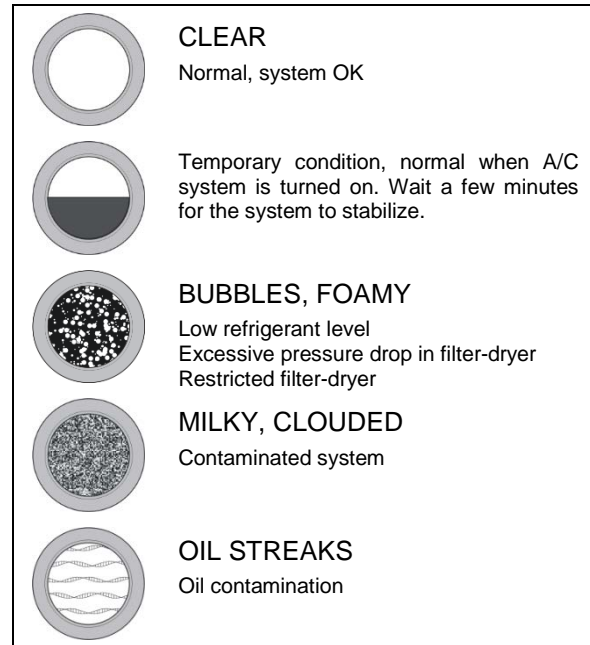 CLEAR
Normal, system OK
Temporary condition, normal when A/C
system is turned on. Wait a few minutes
for the system to stabilize.
BUBBLES, FOAMY
Low refrigerant level
Excessive pressure drop in filter-dryer
Restricted filter-dryer
MILKY, CLOUDED
Contaminated system
OIL STREAKS
Oil contamination